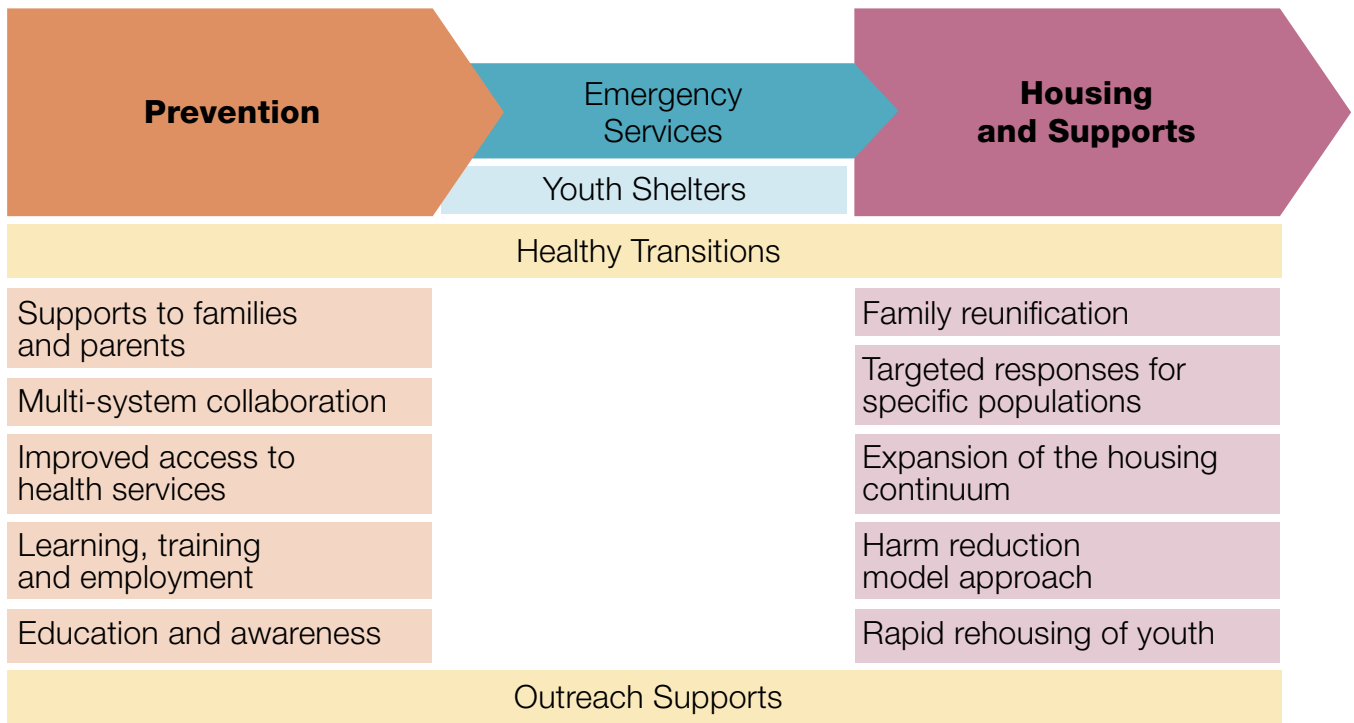 Prevention
Emergency
Services
Youth Shelters
Housing
and Supports
Healthy Transitions
Supports to families
and parents
Multi-system collaboration
Improved access to
health services
Learning, training
and employment
Education and awareness
Family reunification
Targeted responses for
specific populations
Expansion of the housing
continuum
Harm reduction
model approach
Rapid rehousing of youth
Outreach Supports